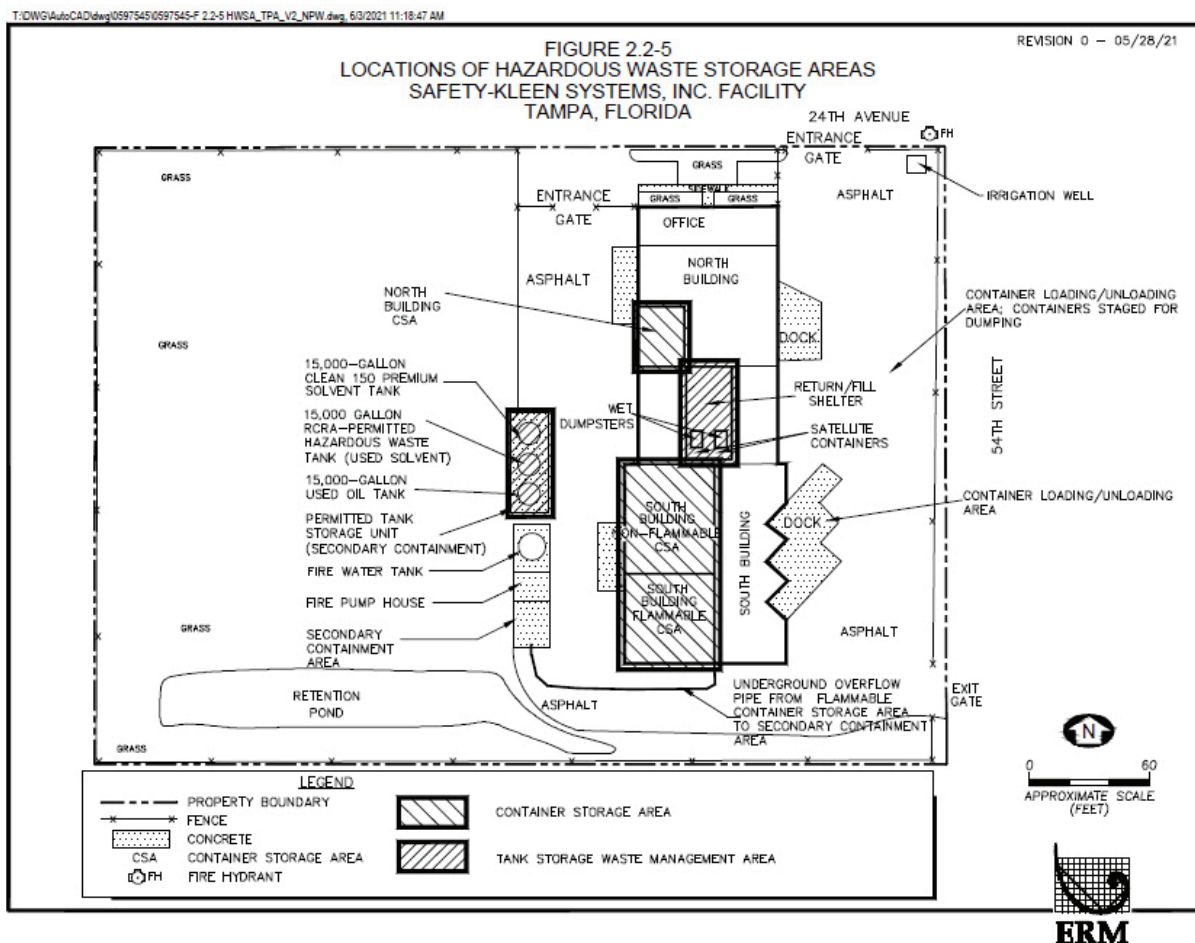 T:\DWG\AutoCAD\dwg\0597545\0597545-F 2.2-5 HWSA_TPA_V2_NPW.dwg, 6/3/2021 11:18:47 AM
REVISION 0 – 05/28/21
FIGURE 2.2-5
LOCATIONS OF HAZARDOUS WASTE STORAGE AREAS
SAFETY-KLEEN SYSTEMS, INC. FACILITY
TAMPA, FLORIDA
24TH AVENUE
FH
ENTRANCE
GATE
GRASS
GRASS
ASPHALT
IRRIGATION WELL
SIDEWALK
GRASS
GRASS
ENTRANCE
GATE
OFFICE
ASPHALT
NORTH
BUILDING
NORTH
BUILDING
CSA
CONTAINER LOADING/UNLOADING
AREA; CONTAINERS STAGED FOR
DUMPING
DOCK
GRASS
15,000–GALLON
CLEAN 150 PREMIUM
SOLVENT TANK
RETURN/FILL
SHELTER
WET
DUMPSTERS
SATELLITE
CONTAINERS
15,000 GALLON
RCRA–PERMITTED
HAZARDOUS WASTE
TANK (USED SOLVENT)
54TH STREET
15,000–GALLON
USED OIL TANK
CONTAINER LOADING/UNLOADING
AREA
PERMITTED TANK
STORAGE UNIT
(SECONDARY CONTAINMENT)
SOUTH
BUILDING
NON–FLAMMABLE
CSA
DOCK
SOUTH BUILDING
FIRE WATER TANK
FIRE PUMP HOUSE
SOUTH
BUILDING
FLAMMABLE
CSA
GRASS
SECONDARY
CONTAINMENT
AREA
ASPHALT
RETENTION
POND
ASPHALT
UNDERGROUND OVERFLOW
PIPE FROM FLAMMABLE
CONTAINER STORAGE AREA
TO SECONDARY CONTAINMENT
AREA
EXIT
GATE
GRASS
N
0 60
APPROXIMATE SCALE
(FEET)
LEGEND
PROPERTY BOUNDARY
FENCE
CONCRETE
CSA CONTAINER STORAGE AREA
FH FIRE HYDRANT
CONTAINER STORAGE AREA
TANK STORAGE WASTE MANAGEMENT AREA
ERM